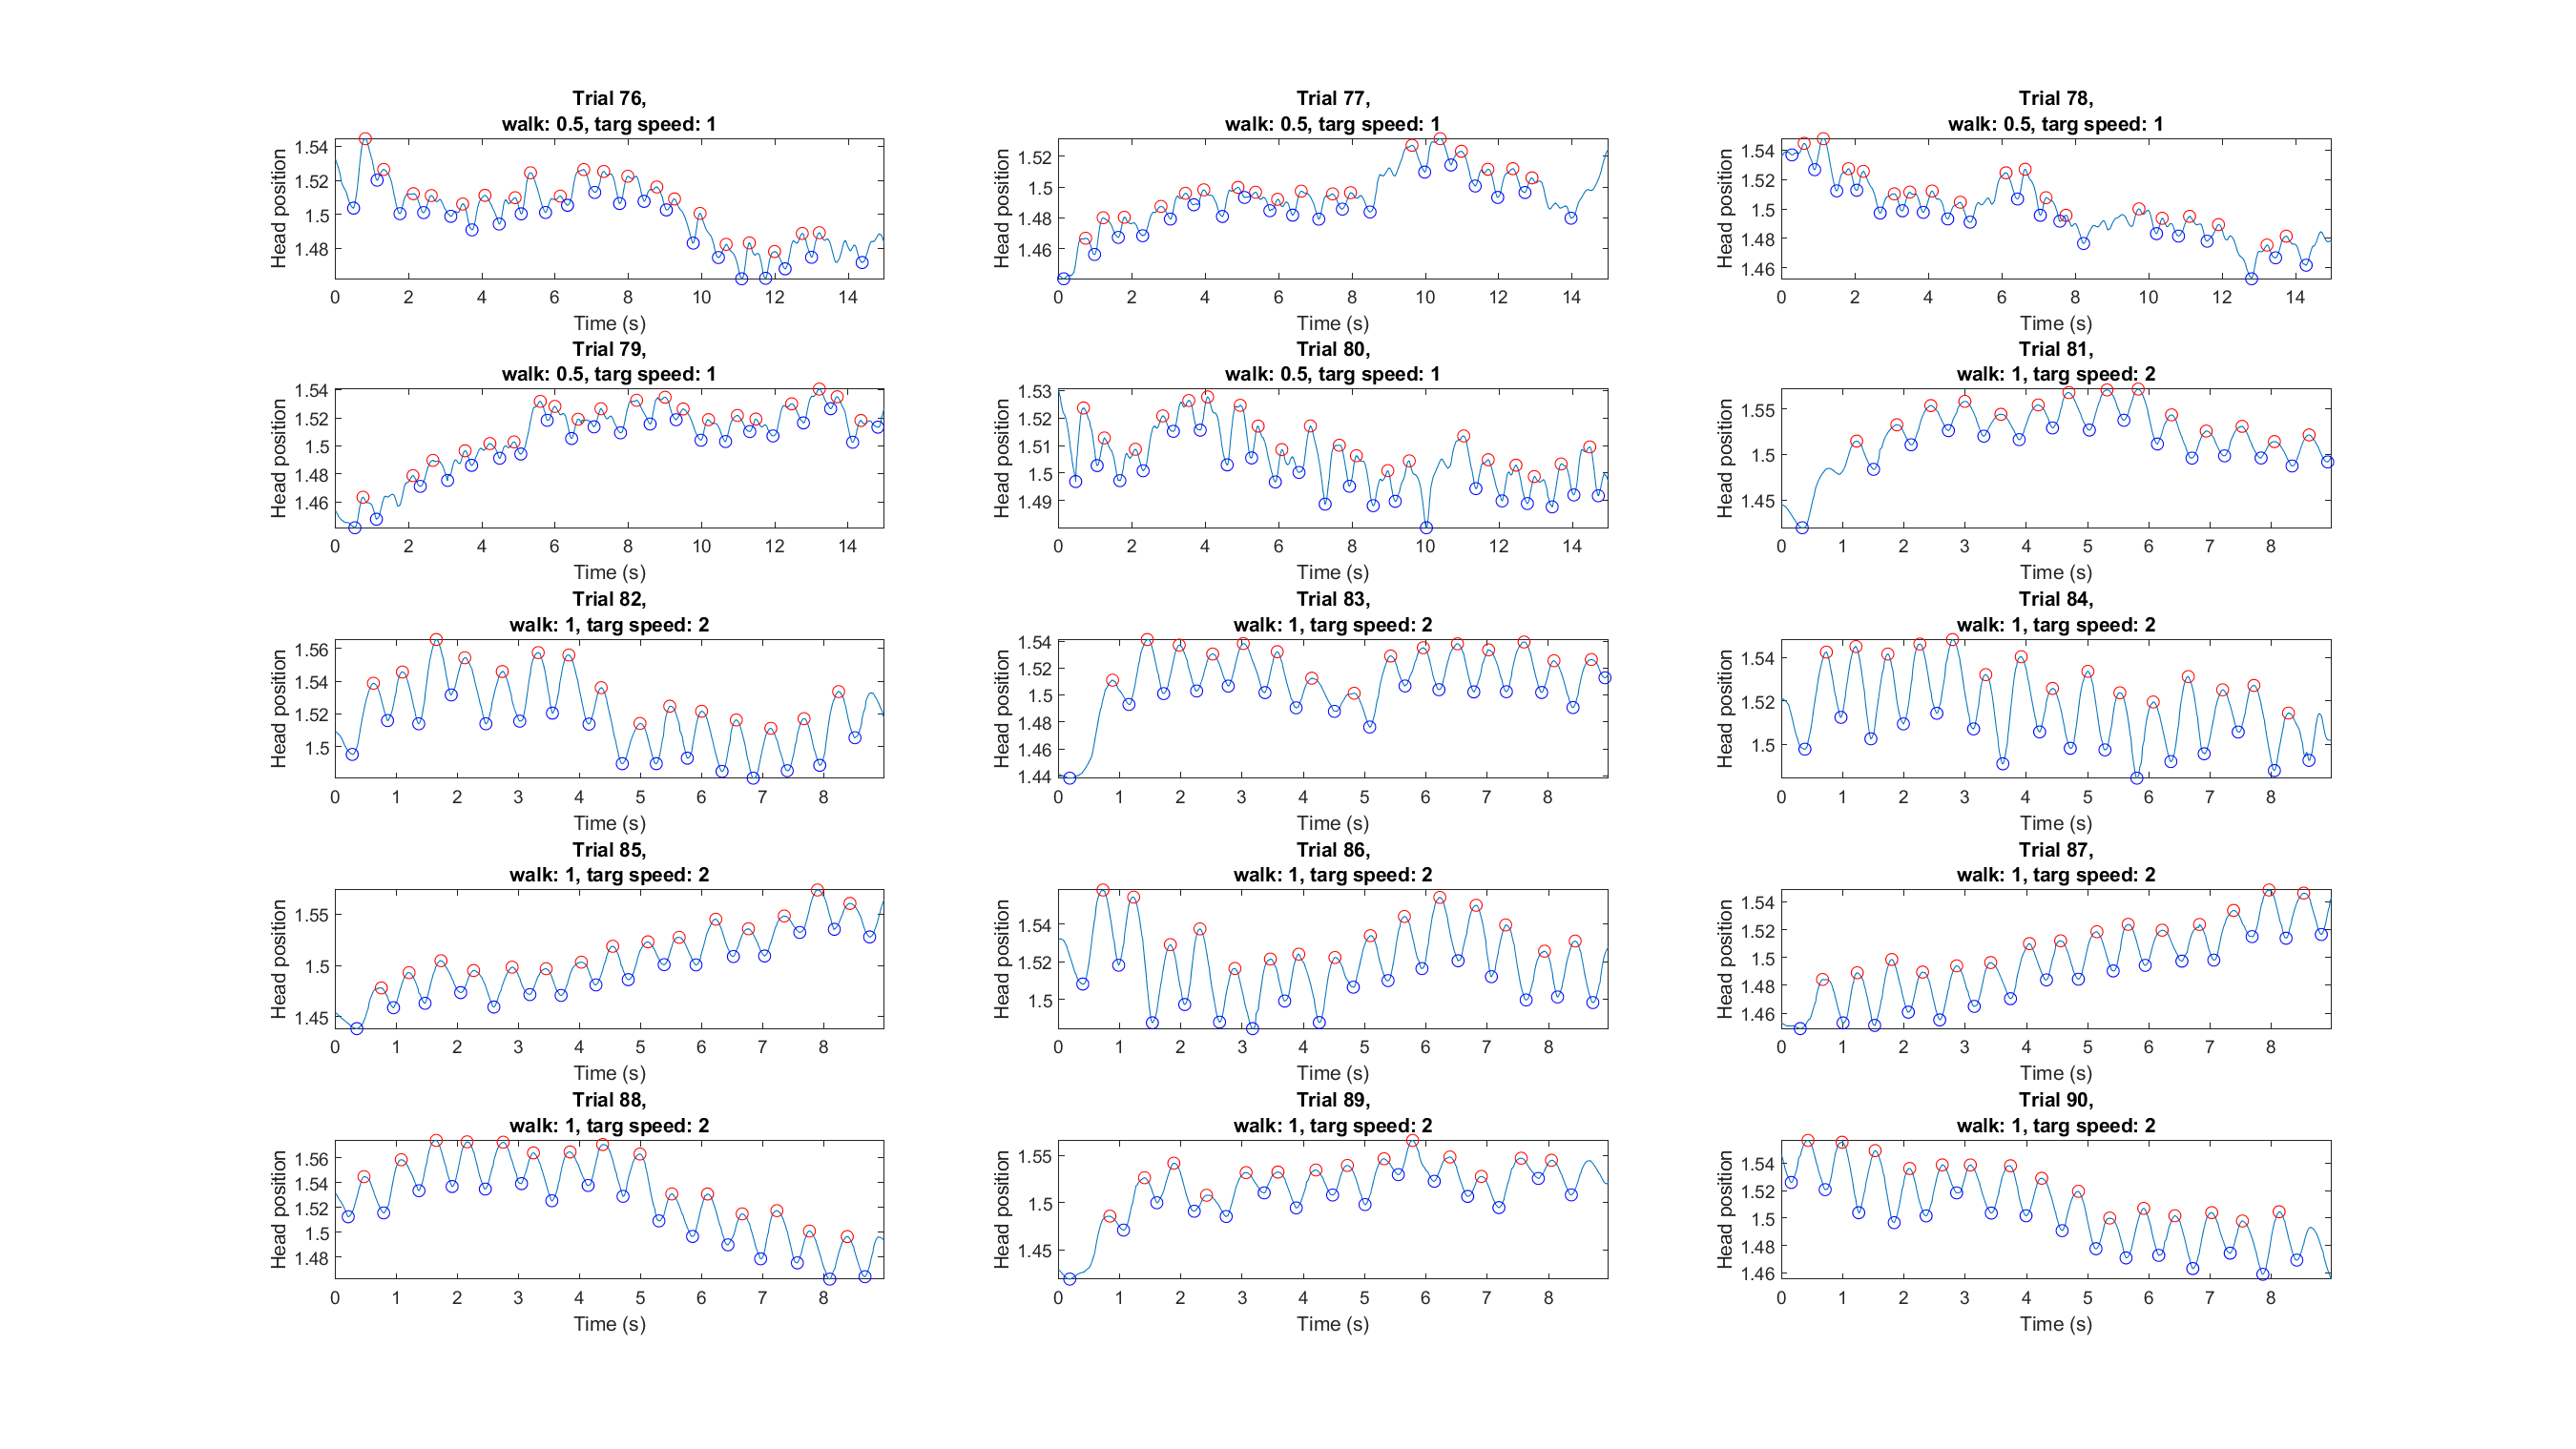 Trial 76,
walk: 0.5, targ speed: 1
Head position
1.54
1.52
1.5
1.48
0 2 4 6 8 10 12 14
Time (s)
Trial 77,
walk: 0.5, targ speed: 1
Head position
1.52
1.5
1.48
1.46
0 2 4 6 8 10 12 14
Time (s)
Trial 78,
walk: 0.5, targ speed: 1
Head position
1.54
1.52
1.5
1.48
1.46
0 2 4 6 8 10 12 14
Time (s)
Trial 79,
walk: 0.5, targ speed: 1
Head position
1.54
1.52
1.5
1.48
1.46
0 2 4 6 8 10 12 14
Time (s)
Trial 80,
walk: 0.5, targ speed: 1
Head position
1.53
1.52
1.51
1.5
1.49
0 2 4 6 8 10 12 14
Time (s)
Trial 81,
walk: 1, targ speed: 2
Head position
1.55
1.5
1.45
0 1 2 3 4 5 6 7 8
Time (s)
Trial 82,
walk: 1, targ speed: 2
Head position
1.56
1.54
1.52
1.5
0 1 2 3 4 5 6 7 8
Time (s)
Trial 83,
walk: 1, targ speed: 2
Head position
1.54
1.52
1.5
1.48
1.46
1.44
0 1 2 3 4 5 6 7 8
Time (s)
Trial 84,
walk: 1, targ speed: 2
Head position
1.54
1.52
1.5
0 1 2 3 4 5 6 7 8
Time (s)
Trial 85,
walk: 1, targ speed: 2
Head position
1.55
1.5
1.45
0 1 2 3 4 5 6 7 8
Time (s)
Trial 86,
walk: 1, targ speed: 2
Head position
1.54
1.52
1.5
0 1 2 3 4 5 6 7 8
Time (s)
Trial 87,
walk: 1, targ speed: 2
Head position
1.54
1.52
1.5
1.48
1.46
0 1 2 3 4 5 6 7 8
Time (s)
Trial 88,
walk: 1, targ speed: 2
Head position
1.56
1.54
1.52
1.5
1.48
0 1 2 3 4 5 6 7 8
Time (s)
Trial 89,
walk: 1, targ speed: 2
Head position
1.55
1.5
1.45
0 1 2 3 4 5 6 7 8
Time (s)
Trial 90,
walk: 1, targ speed: 2
Head position
1.54
1.52
1.5
1.48
1.46
0 1 2 3 4 5 6 7 8
Time (s)